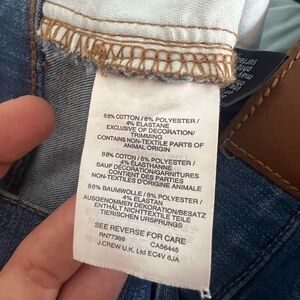 88% COTTON / 8% POLYESTER /
4% ELASTANE
EXCLUSIVE OF DECORATION/
TRIMMING
CONTAINS NON-TEXTILE PARTS OF
ANIMAL ORIGIN
88% COTON / 8% POLYESTER /
4% ELASTHANNE
SAUF DÉCORATION/GARNITURES
CONTIENT DES PARTIES
NON-TEXTILES D'ORIGINE ANIMALE
88% BAUMWOLLE / 8% POLYESTER /
4% ELASTAN
AUSGENOMMEN DEKORATION/BESATZ
ENTHÄLT NICHTTEXTILE TEILE
TIERISCHEN URSPRUNGS
SEE REVERSE FOR CARE
RN77388 CA56445
J.CREW U.K. Ltd EC4V 6JA